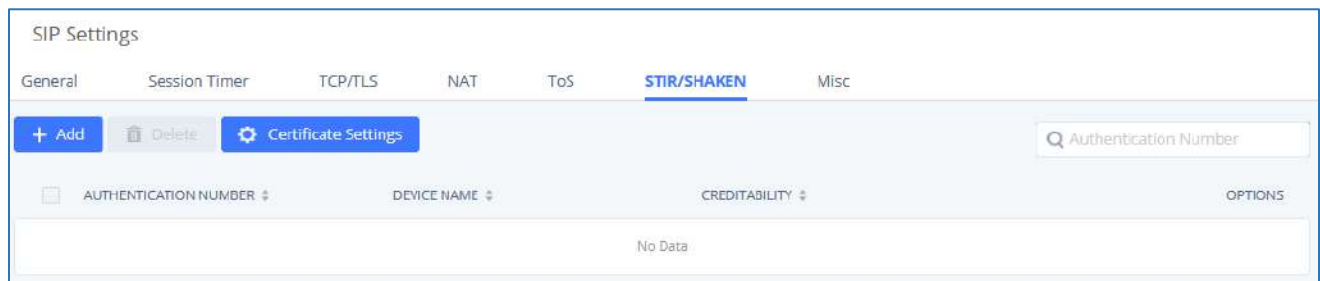 SIP Settings
General Session Timer TCP/TLS NAT ToS STIR/SHAKEN Misc
+ Add Delete Certificate Settings Authentication Number
AUTHENTICATION NUMBER DEVICE NAME CREDITABILITY OPTIONS
No Data